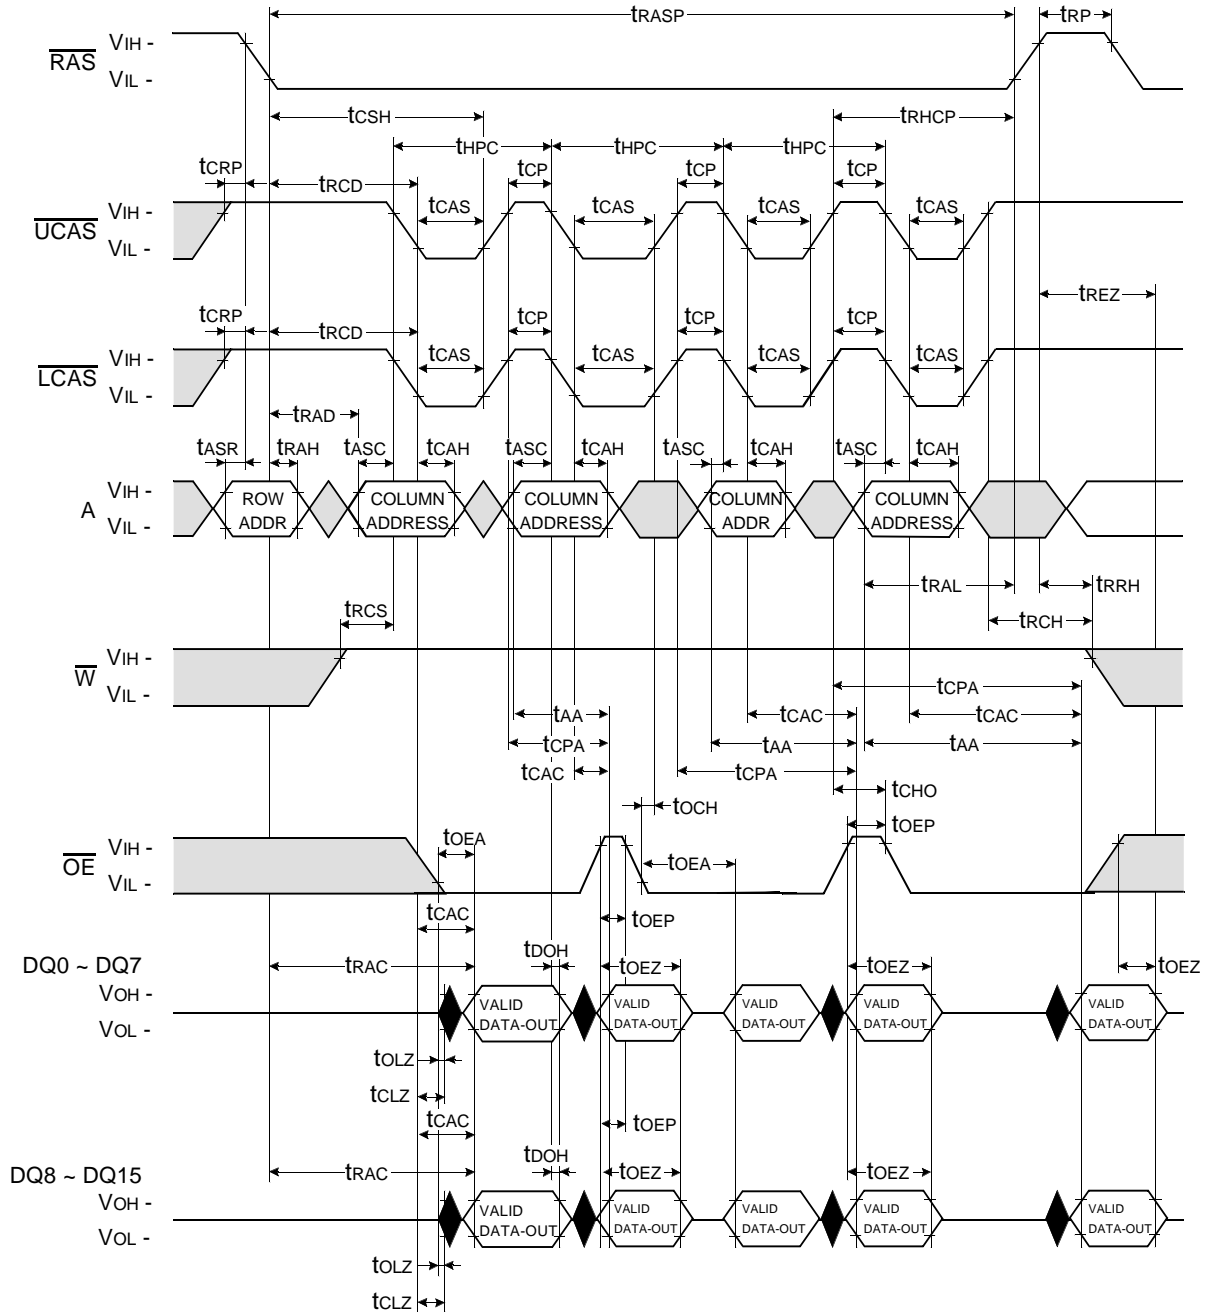 tRASP tRP
RAS VIH -
VIL -
tCSH tRHCP
tHPC tHPC tHPC
tCRP tRCD tCP tCP tCP
UCAS VIH -
VIL -
tCAS tCAS tCAS tCAS
tREZ
tCRP tRCD tCP tCP tCP
LCAS VIH -
VIL -
tCAS tCAS tCAS tCAS
tRAD
tASR tRAH tASC tCAH tASC tCAH tASC tCAH tASC tCAH
A VIH -
VIL -
ROW COLUMN COLUMN COLUMN COLUMN
ADDR ADDRESS ADDRESS ADDR ADDRESS
tRAL tRRH
tRCS tRCH
W VIH -
VIL -
tCPA
tAA tCAC tCAC
tCPA tAA tAA
tCAC tCPA
tCHO
tOCH
tOEP
OE VIH -
VIL -
tOEA tOEA
tCAC tOEP
tDOH
DQ0 ~ DQ7 tRAC tOEZ tOEZ tOEZ
VOH -
VOL -
VALID VALID VALID VALID VALID
DATA-OUT DATA-OUT DATA-OUT DATA-OUT DATA-OUT
tOLZ
tCLZ
tCAC tOEP
tDOH
DQ8 ~ DQ15 tRAC tOEZ tOEZ
VOH -
VOL -
VALID VALID VALID VALID VALID
DATA-OUT DATA-OUT DATA-OUT DATA-OUT DATA-OUT
tOLZ
tCLZ